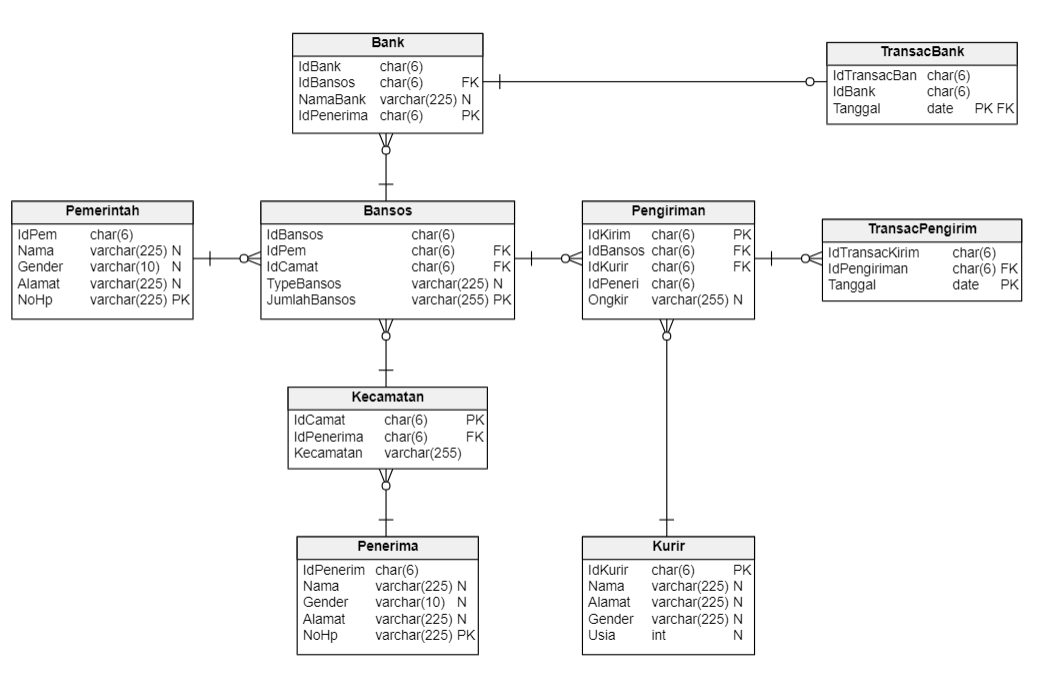 Bank
IdBank char(6)
IdBansos char(6) FK
NamaBank varchar(225) N
IdPenerima char(6) PK
TransacBank
IdTransacBan char(6)
IdBank char(6)
Tanggal date PK FK
Pemerintah
IdPem char(6)
Nama varchar(225) N
Gender varchar(10) N
Alamat varchar(225) N
NoHp varchar(225) PK
Bansos
IdBansos char(6)
IdPem char(6) FK
IdCamat char(6) FK
TypeBansos varchar(225) N
JumlahBansos varchar(255) PK
Pengiriman
IdKirim char(6) PK
IdBansos char(6) FK
IdKurir char(6) FK
IdPeneri char(6)
Ongkir varchar(255) N
TransacPengirim
IdTransacKirim char(6)
IdPengiriman char(6) FK
Tanggal date PK
Kecamatan
IdCamat char(6) PK
IdPenerima char(6) FK
Kecamatan varchar(255)
Penerima
IdPenerim char(6)
Nama varchar(225) N
Gender varchar(10) N
Alamat varchar(225) N
NoHp varchar(225) PK
Kurir
IdKurir char(6) PK
Nama varchar(225) N
Alamat varchar(225) N
Gender varchar(225) N
Usia int N